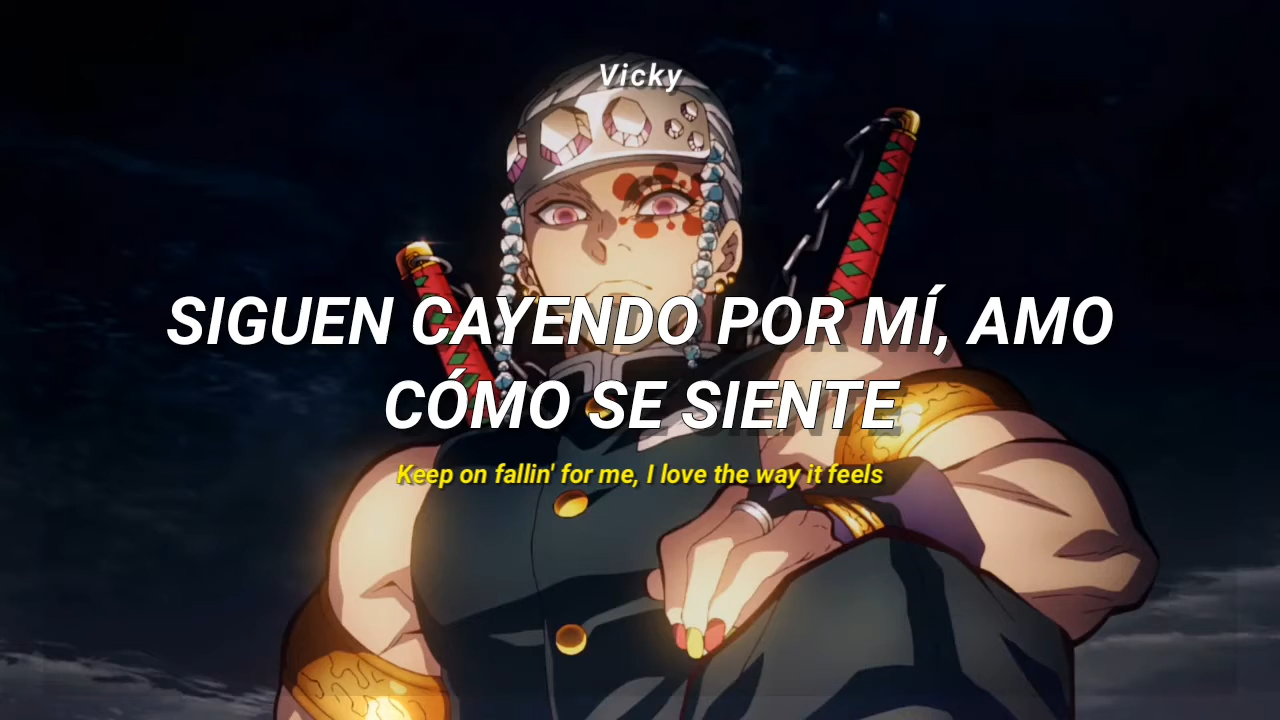 Vicky
SIGUEN CAYENDO POR MÍ, AMO
CÓMO SE SIENTE
Keep on fallin' for me, I love the way it feels